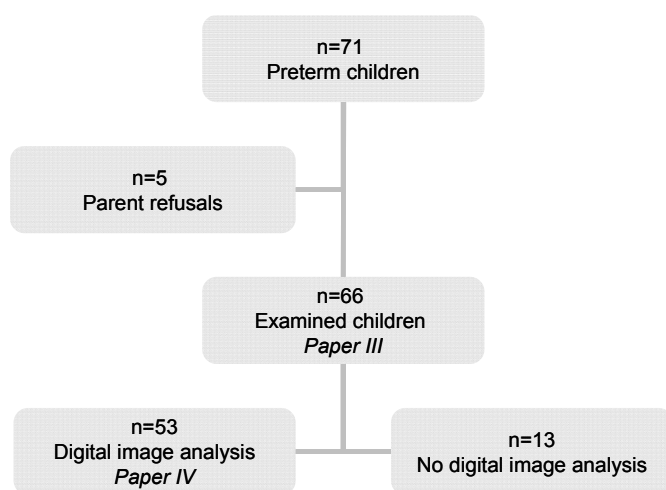 n=71
Preterm children
n=5
Parent refusals
n=66
Examined children
Paper III
n=53
Digital image analysis
Paper IV
n=13
No digital image analysis